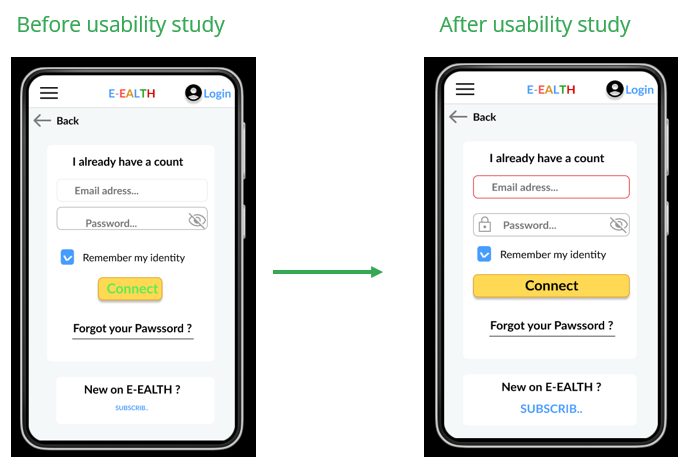 Before usability study
After usability study
E-EALTH
Login
Back
I already have a count
Email adress...
Password...
Remember my identity
Connect
Forgot your Pawssord ?
New on E-EALTH ?
SUBSCRIB..
E-EALTH
Login
Back
I already have a count
Email adress...
Password...
Remember my identity
Connect
Forgot your Pawssord ?
New on E-EALTH ?
SUBSCRIB..